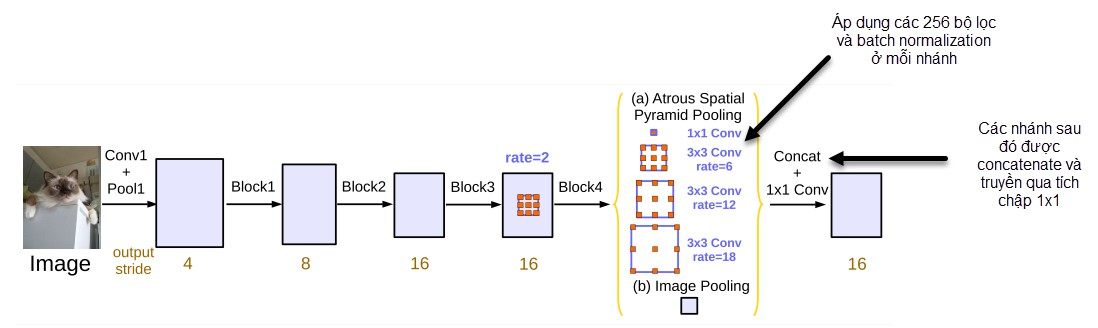 Áp dụng các 256 bộ lọc
và batch normalization
ở mỗi nhánh
(a) Atrous Spatial
Pyramid Pooling
1x1 Conv
3x3 Conv
rate=6
3x3 Conv
rate=12
3x3 Conv
rate=18
(b) Image Pooling
Conv1
+
Pool1
Block1
Block2
Block3
rate=2
Block4
Concat
+
1x1 Conv
Các nhánh sau
đó được
concatenate và
truyền qua tích
chập 1x1
Image
output
stride
4
8
16
16
16